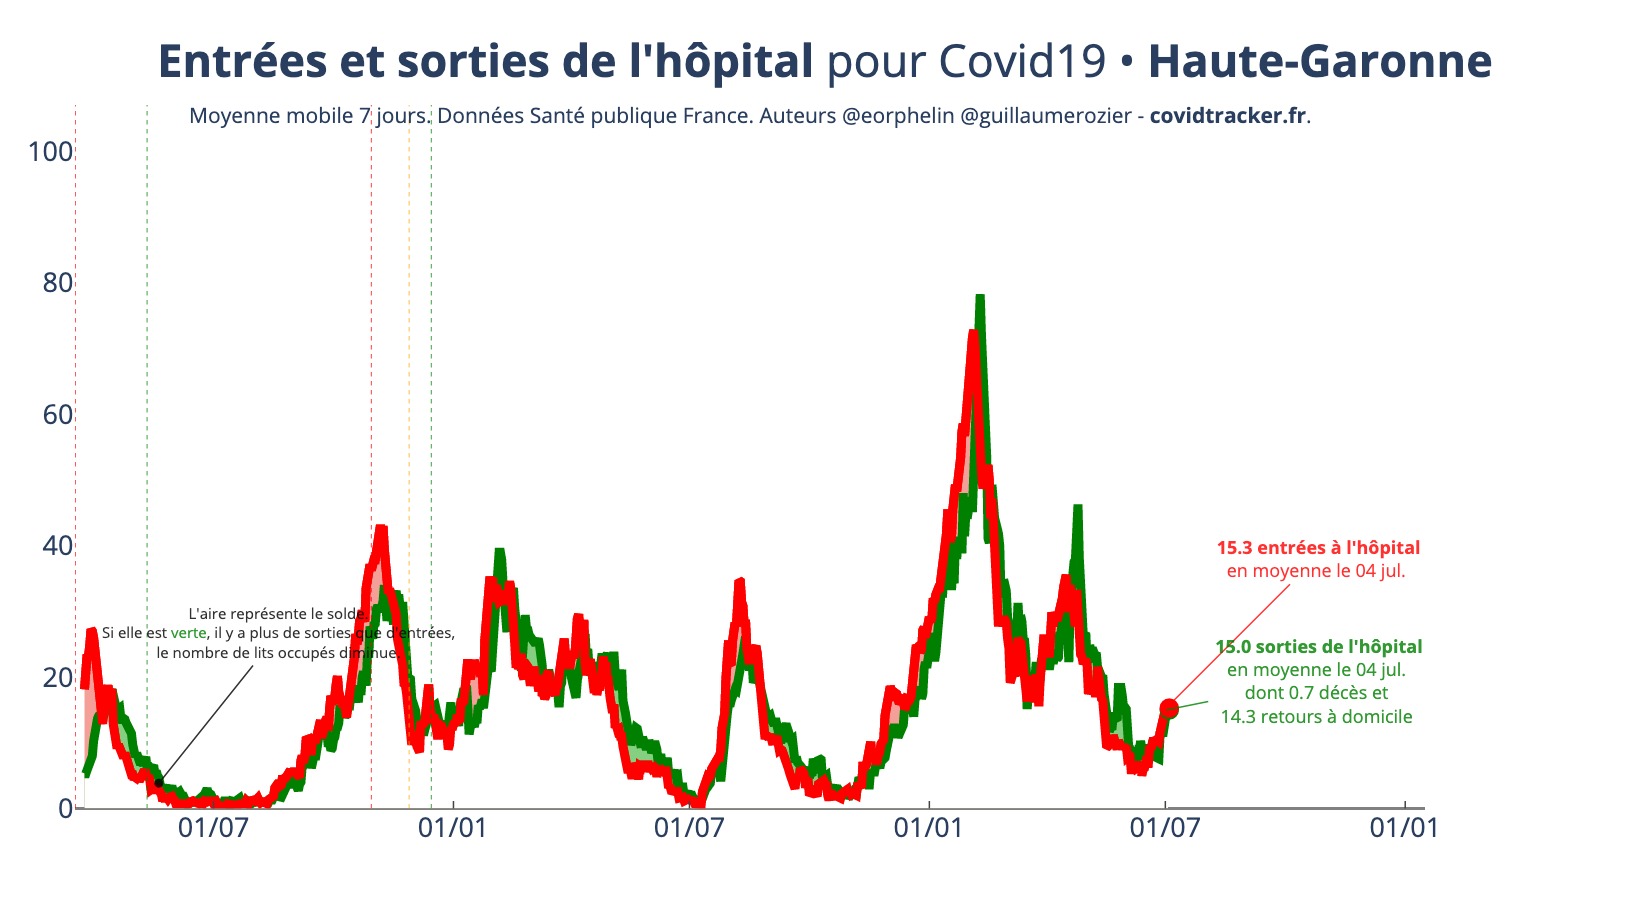 Entrées et sorties de l'hôpital pour Covid19 • Haute-Garonne
Moyenne mobile 7 jours. Données Santé publique France. Auteurs @eorphelin @guillaumerozier - covidtracker.fr.
100
80
60
40
20
0
L'aire représente le solde.
Si elle est verte, il y a plus de sorties que d'entrées,
le nombre de lits occupés diminue.
15.3 entrées à l'hôpital
en moyenne le 04 jul.
15.0 sorties de l'hôpital
en moyenne le 04 jul.
dont 0.7 décès et
14.3 retours à domicile
01/07
01/01
01/07
01/01
01/07
01/01